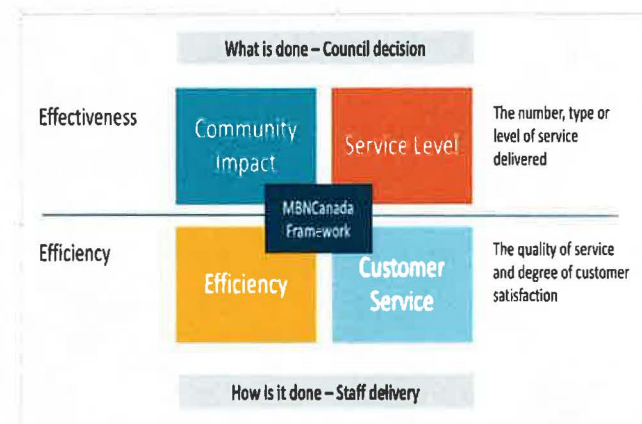 What is done – Council decision
Effectiveness
Community
Impact
Service Level
The number, type or
level of service
delivered
MBNCanada
Framework
Efficiency
Efficiency
Customer
Service
The quality of service
and degree of customer
satisfaction
How is it done – Staff delivery